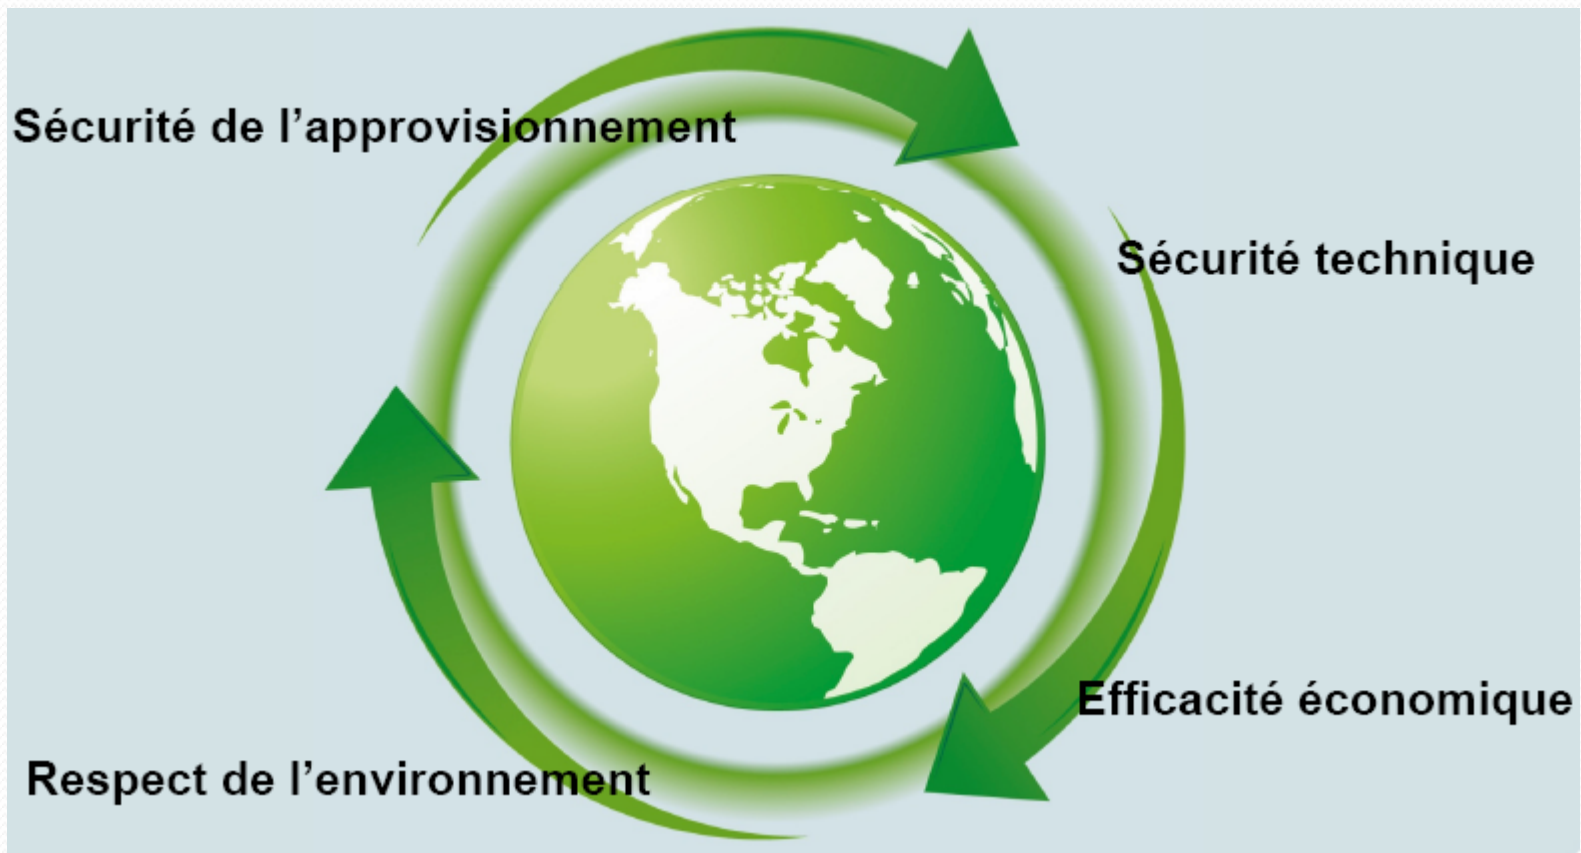 Sécurité de l’approvisionnement
Sécurité technique
Efficacité économique
Respect de l’environnement